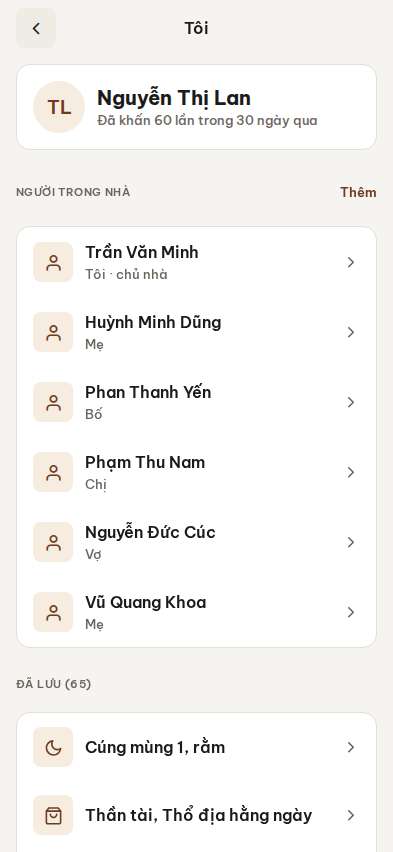 Tôi
TL
Nguyễn Thị Lan
Đã khấn 60 lần trong 30 ngày qua
NGƯỜI TRONG NHÀ
Thêm
Trần Văn Minh
Tôi · chủ nhà
Huỳnh Minh Dũng
Mẹ
Phan Thanh Yến
Bố
Phạm Thu Nam
Chị
Nguyễn Đức Cúc
Vợ
Vũ Quang Khoa
Mẹ
ĐÃ LƯU (65)
Cúng mùng 1, rằm
Thần tài, Thổ địa hằng ngày